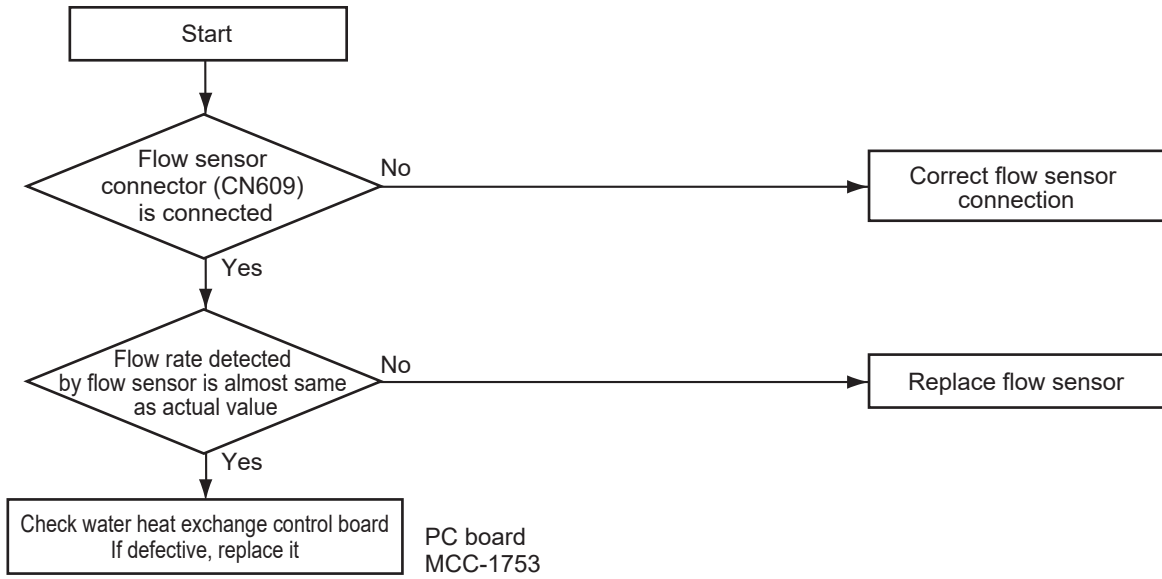 Start
Flow sensor
connector (CN609)
is connected
No
Correct flow sensor
connection
Yes
Flow rate detected
by flow sensor is almost same
as actual value
No
Replace flow sensor
Yes
Check water heat exchange control board
If defective, replace it
PC board
MCC-1753